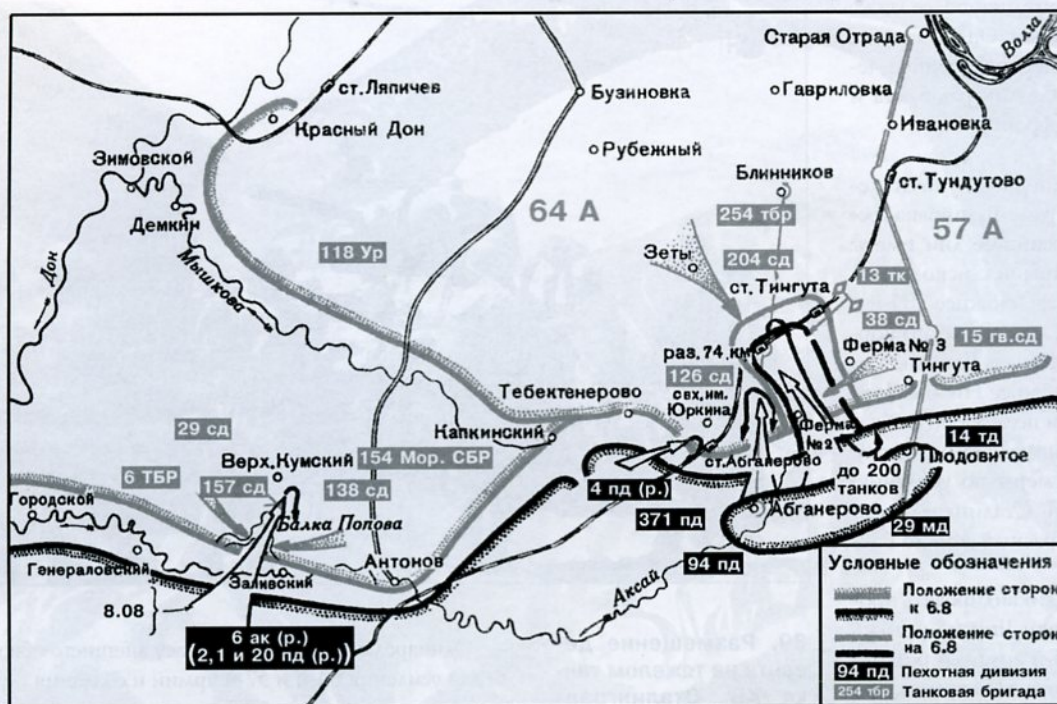 Старая Отрада
Волга
ст. Ляпичев
Бузиновка
Гавриловка
Красный Дон
Ивановка
Зимовской
Рубежный
Блинников
ст. Тундутово
Демкин
64 А
254 тбр
57 А
118 Ур
Зеты
204 сд
Дон
Мышкова
ст. Тингута
13 тк
38 сд
15 гв.сд
раз. 74 км
Ферма № 3
126 сд
Тингута
Тебектенерово
свх. им.
Юркина
29 сд
Капкинский
Ферма
№ 2
Верх. Кумский
154 Мор. СБР
ст. Абганерово
14 тд
6 ТБР
Плодовитое
157 сд
138 сд
4 пд (р.)
до 200
танков
Городской
371 пд
Абганерово
Балка Попова
29 мд
Генераловский
Заливский
Антонов
94 пд
Аксай
8.08
6 ак (р.)
(2,1 и 20 пд (р.))
Условные обозначения
Положение сторон
к 6.8
Положение сторон
на 6.8
94 пд Пехотная дивизия
254 тбр Танковая бригада